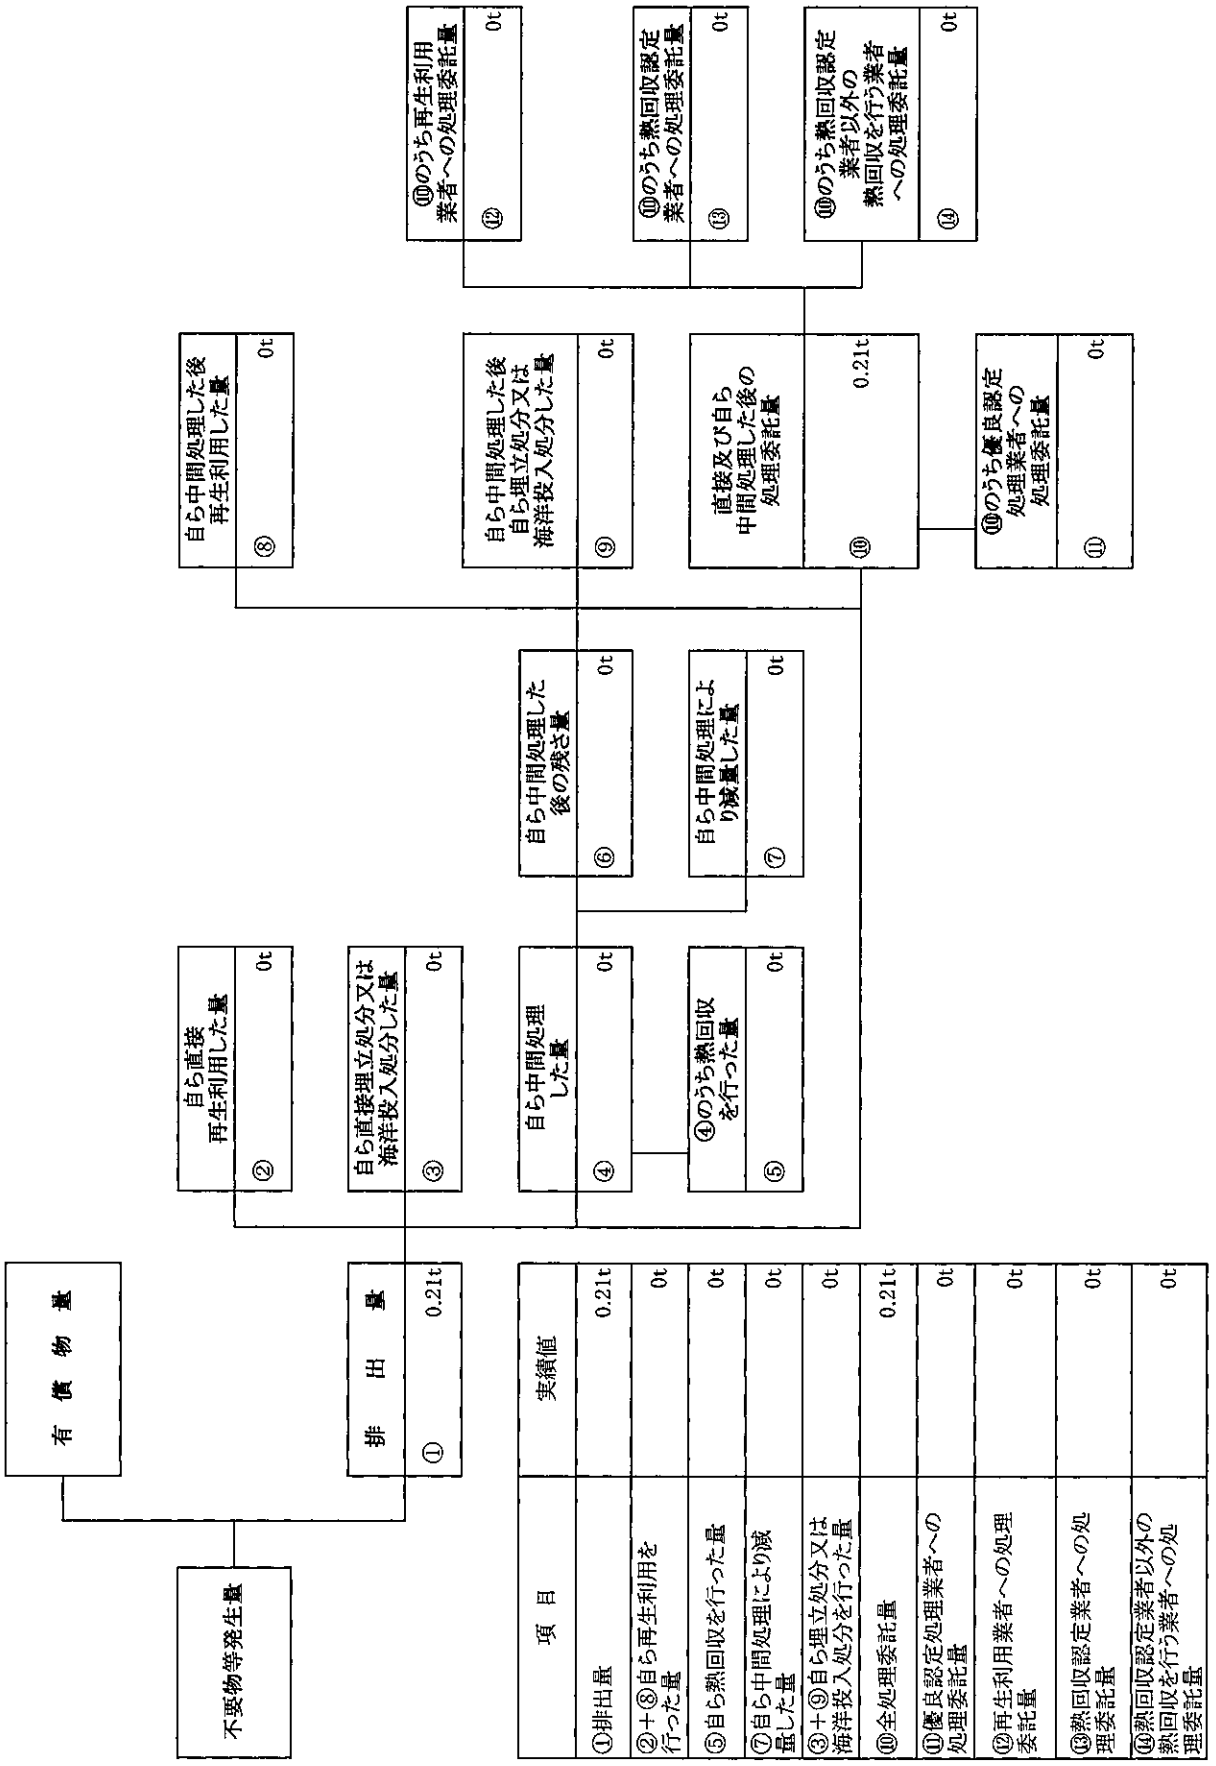 有償物量
不要物等発生量
排出量
① 0.21t
自ら直接
再生利用した量
② 0t
自ら直接埋立処分又は
海洋投入処分した量
③ 0t
自ら中間処理
した量
④ 0t
④のうち熱回収
を行った量
⑤ 0t
自ら中間処理した
後の残さ量
⑥ 0t
自ら中間処理によ
り減量した量
⑦ 0t
自ら中間処理した後
再生利用した量
⑧ 0t
自ら中間処理した後
自ら埋立処分又は
海洋投入処分した量
⑨ 0t
直接及び自ら
中間処理した後の
処理委託量
⑩ 0.21t
⑩のうち優良認定
処理業者への
処理委託量
⑪ 0t
⑩のうち再生利用
業者への処理委託量
⑫ 0t
⑩のうち熱回収認定
業者への処理委託量
⑬ 0t
⑩のうち熱回収認定
業者以外の
熱回収を行う業者
への処理委託量
⑭ 0t
項目 実績値
①排出量 0.21t
②+⑧自ら再生利用を
行った量 0t
⑤自ら熱回収を行った量 0t
⑦自ら中間処理により減
量した量 0t
③+⑨自ら埋立処分又は
海洋投入処分を行った量 0t
⑩全処理委託量 0.21t
⑪優良認定処理業者への
処理委託量 0t
⑫再生利用業者への処理
委託量 0t
⑬熱回収認定業者への処
理委託量 0t
⑭熱回収認定業者以外の
熱回収を行う業者への処
理委託量 0t